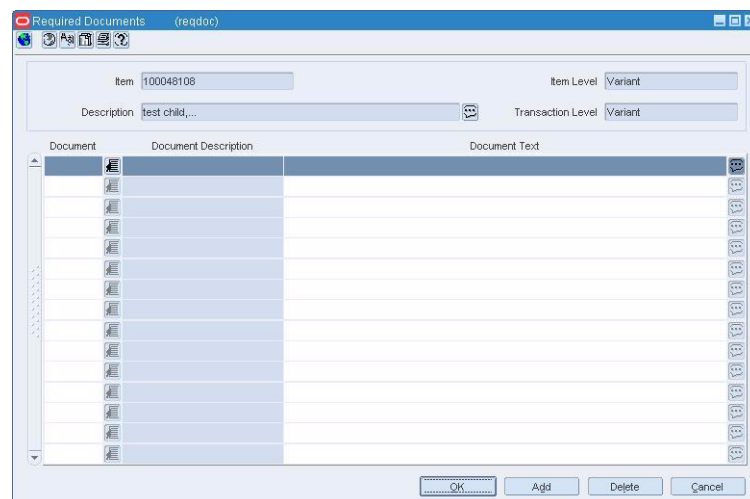 Required Documents (reqdoc)
Item 100048108 Item Level Variant
Description test child,... Transaction Level Variant
Document Document Description Document Text
OK Add Delete Cancel